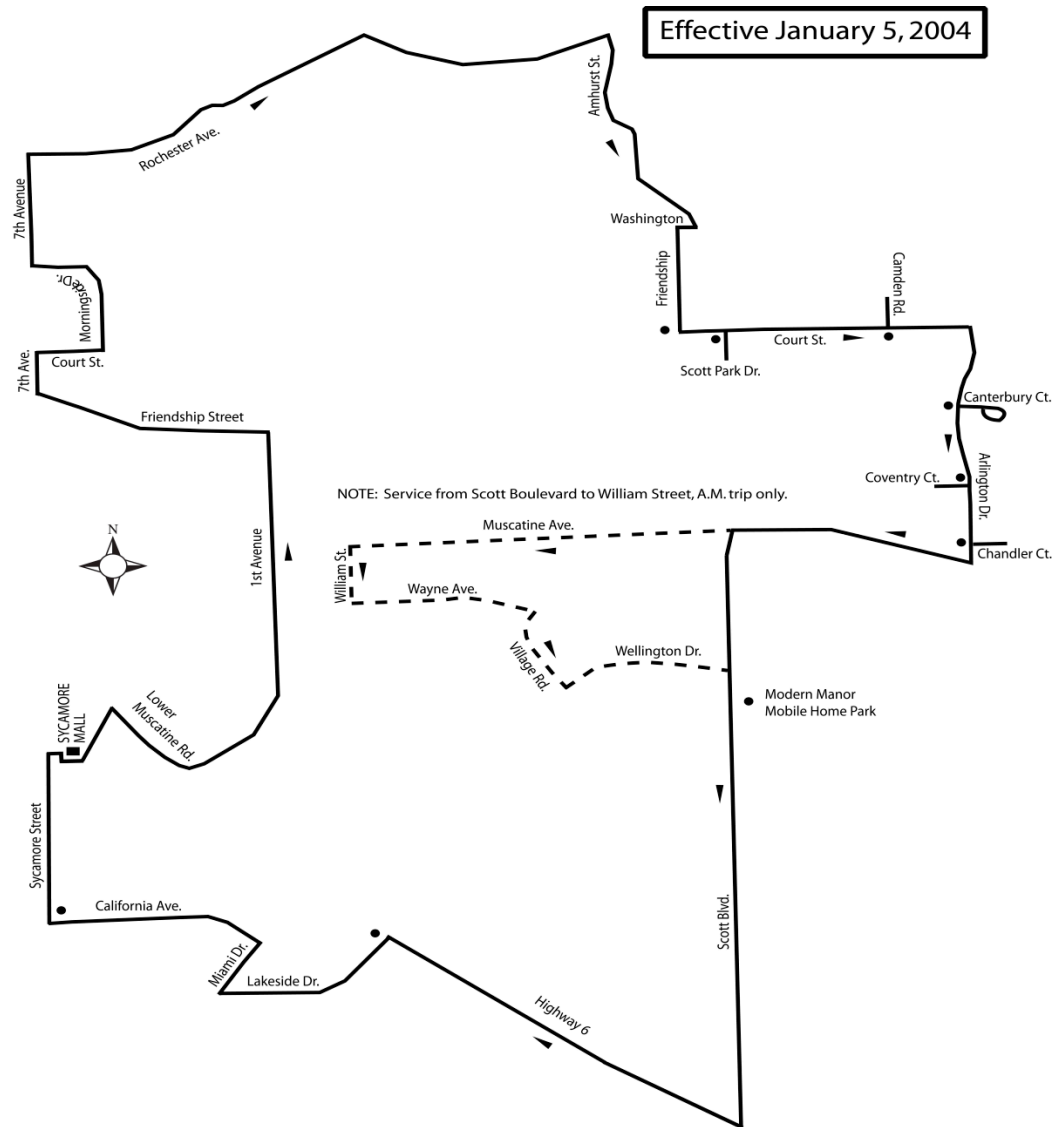 Effective January 5, 2004
Amhurst St.
Rochester Ave.
7th Avenue
Washington
Morningside Dr.
Friendship
Camden Rd.
Court St.
7th Ave.
Court St.
Scott Park Dr.
Canterbury Ct.
Friendship Street
Arlington Dr.
Coventry Ct.
NOTE: Service from Scott Boulevard to William Street, A.M. trip only.
Muscatine Ave.
N
Chandler Ct.
1st Avenue
William St.
Wayne Ave.
Village Rd.
Wellington Dr.
Modern Manor
Mobile Home Park
SYCAMORE
MALL
Lower
Muscatine Rd.
Sycamore Street
California Ave.
Scott Blvd.
Miami Dr.
Lakeside Dr.
Highway 6